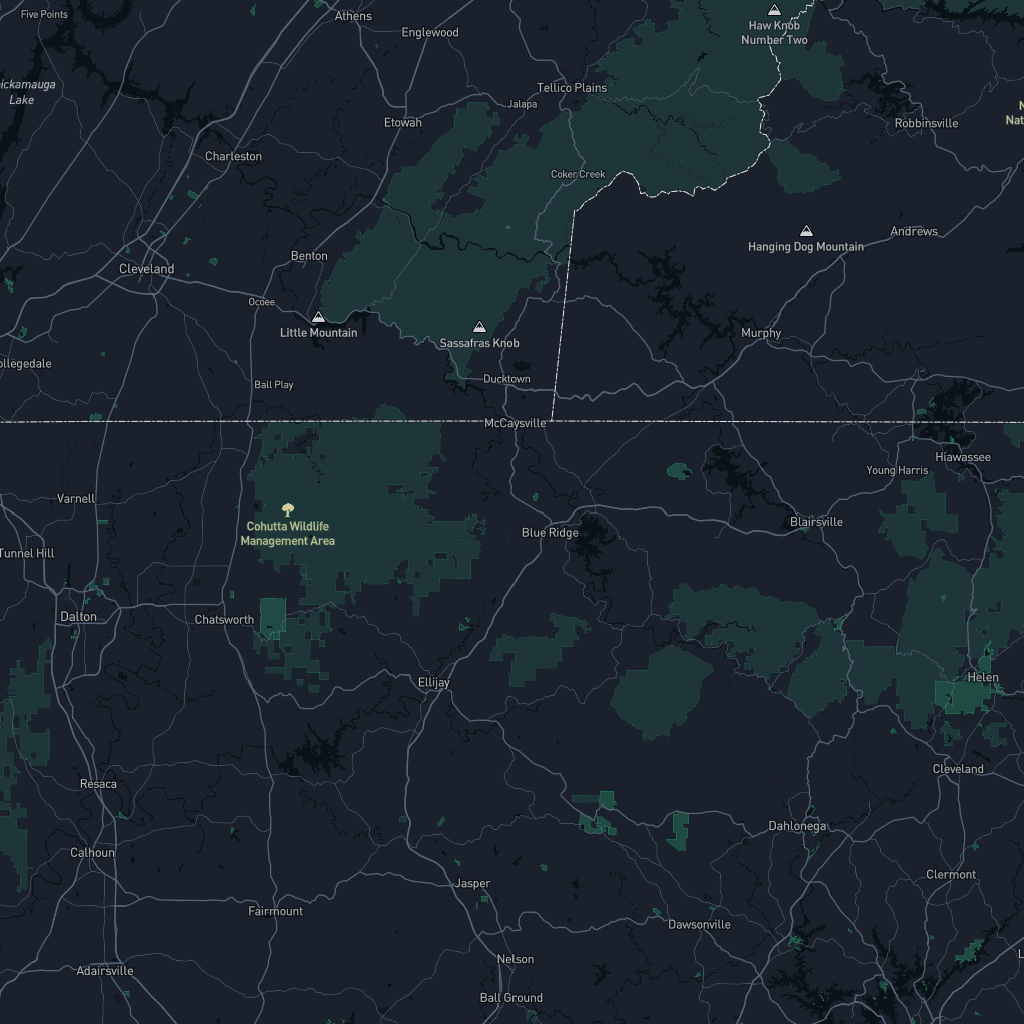 Five Points
Athens
Englewood
Haw Knob
Number Two
Lake
Tellico Plains
Jalapa
Etowah
Robbinsville
Charleston
Coker Creek
Andrews
Hanging Dog Mountain
Benton
Cleveland
Ocoee
Little Mountain
Sassafras Knob
Murphy
Ball Play
Ducktown
McCaysville
Hiawassee
Young Harris
Varnell
Cohutta Wildlife
Management Area
Blairsville
Blue Ridge
Tunnel Hill
Dalton
Chatsworth
Helen
Ellijay
Resaca
Cleveland
Dahlonega
Calhoun
Clermont
Jasper
Fairmount
Dawsonville
Nelson
Adairsville
Ball Ground